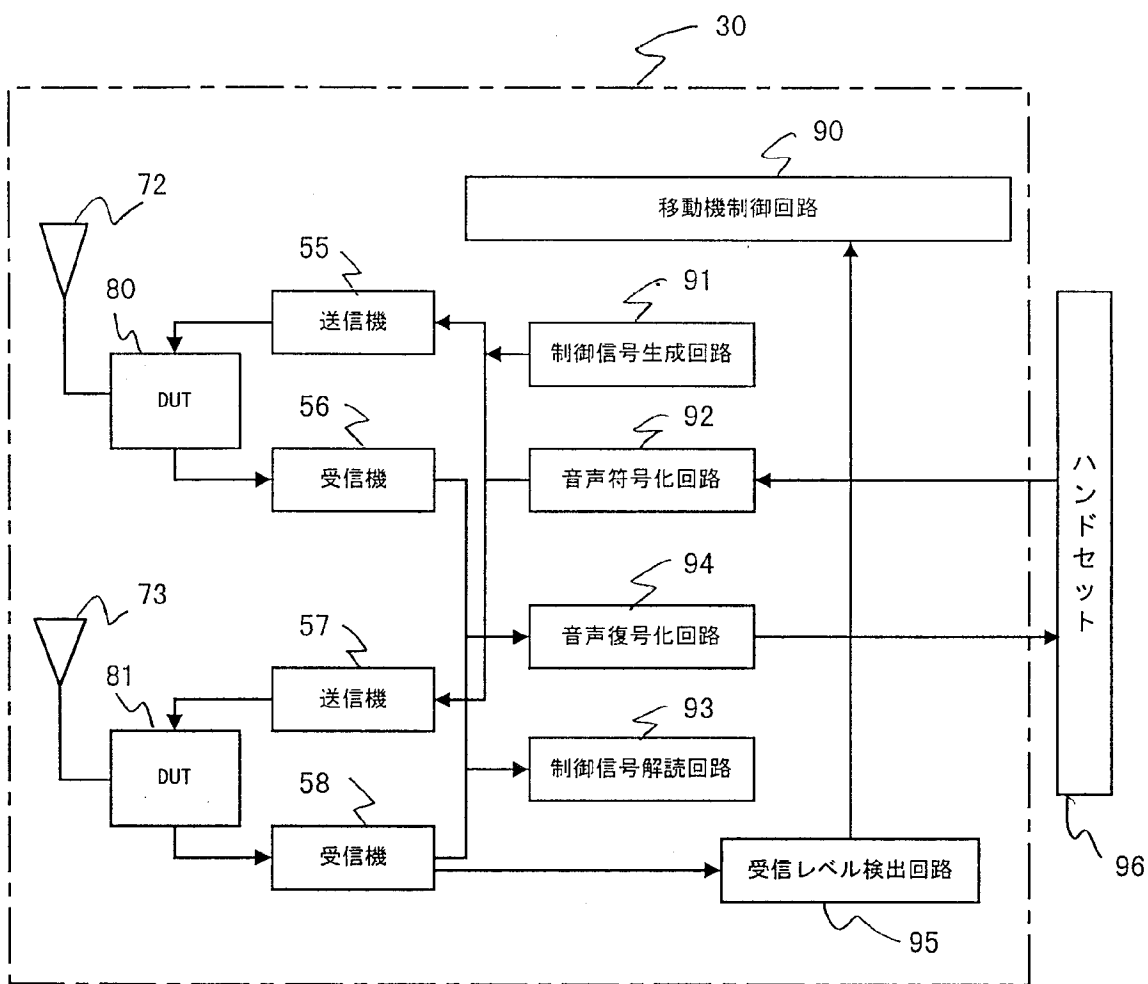 30
90
移動機制御回路
72
55
送信機
91
制御信号生成回路
80
DUT
56
受信機
92
音声符号化回路
ハンドセット
94
音声復号化回路
73
57
送信機
81
DUT
93
制御信号解読回路
58
受信機
受信レベル検出回路
96
95